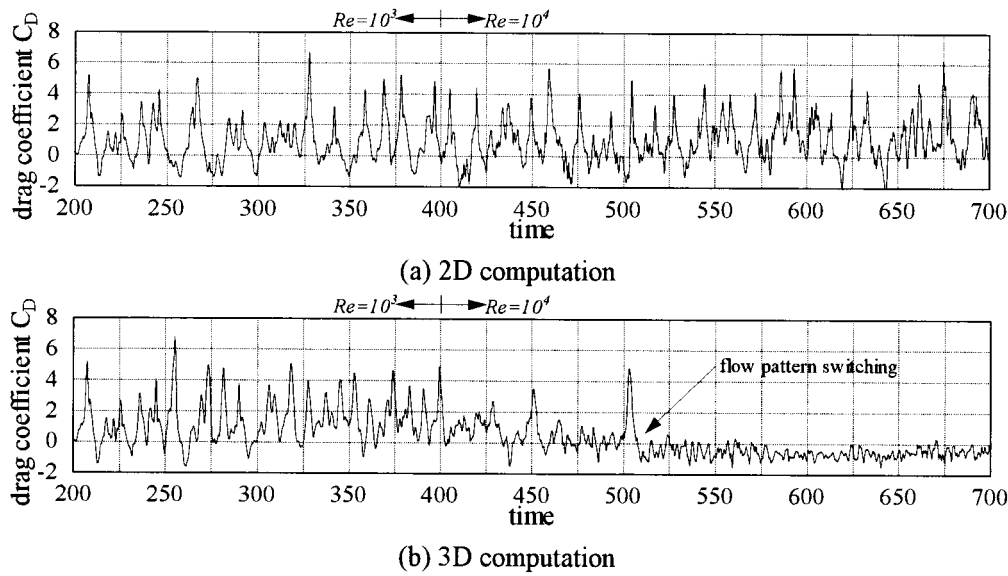 Re=10³ Re=10⁴
drag coefficient C_D
8
6
4
2
0
-2
200 250 300 350 400 450 500 550 600 650 700
time
(a) 2D computation
Re=10³ Re=10⁴
drag coefficient C_D
8
6
4
2
0
-2
flow pattern switching
200 250 300 350 400 450 500 550 600 650 700
time
(b) 3D computation